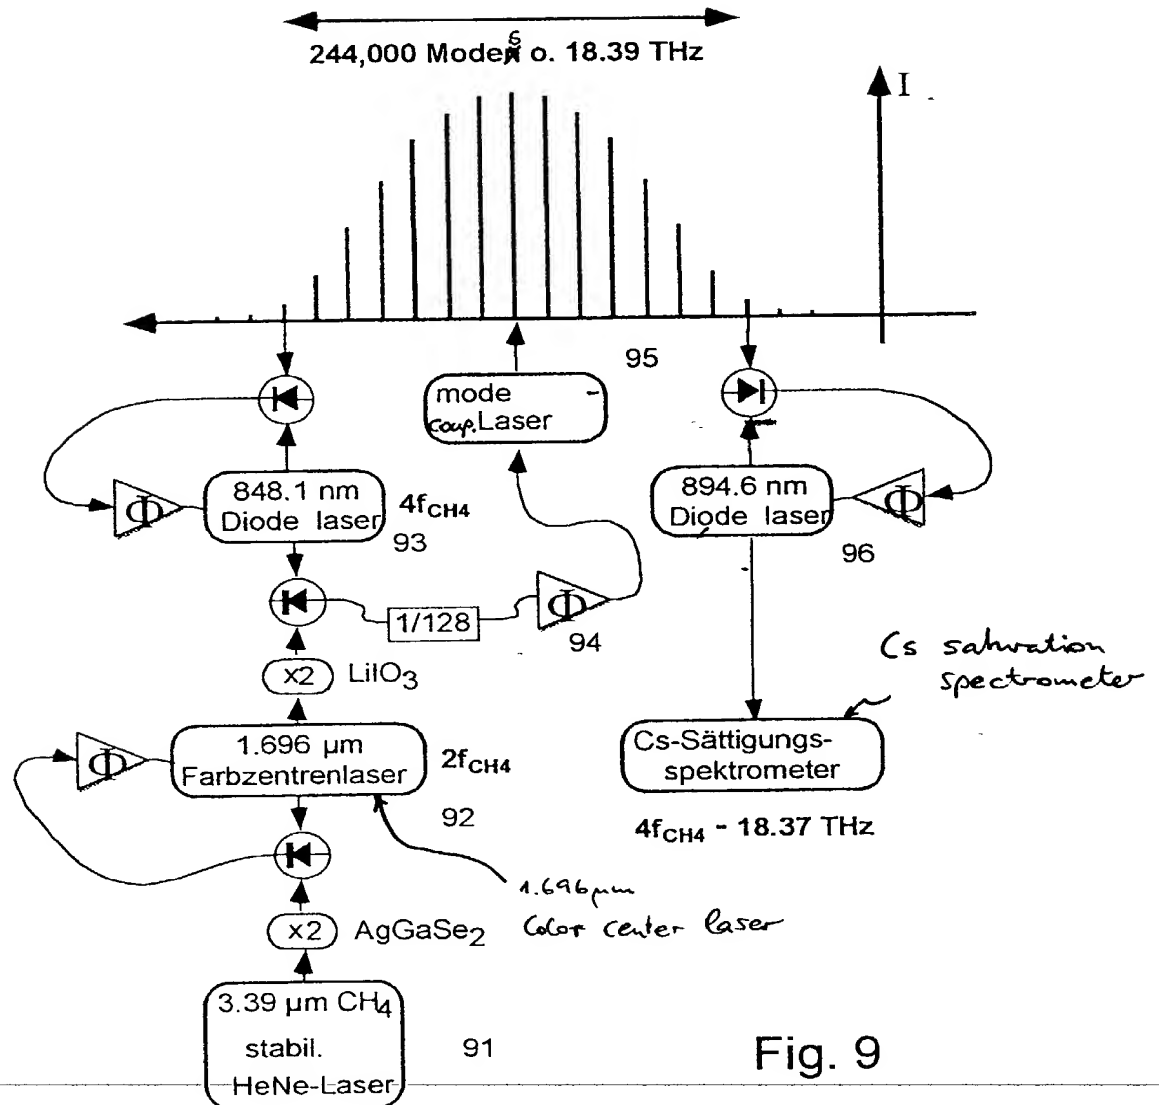 244,000 Modes o. 18.39 THz
I
95
mode -
coup. Laser
848.1 nm
Diode laser
4fCH4
93
894.6 nm
Diode laser
96
Φ
Φ
1/128
Φ
94
x2 LiIO3
Cs saturation
spectrometer
Φ
1.696 µm
Farbzentrenlaser
2fCH4
92
Cs-Sättigungs-
spektrometer
4fCH4 - 18.37 THz
1.696µm
Color center laser
x2 AgGaSe2
3.39 µm CH4
stabil.
HeNe-Laser
91
Fig. 9